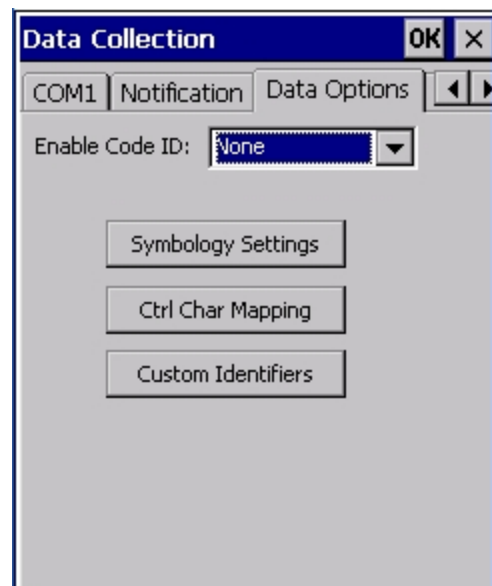 Data Collection OK ×
COM1 Notification Data Options
Enable Code ID: None
Symbology Settings
Ctrl Char Mapping
Custom Identifiers